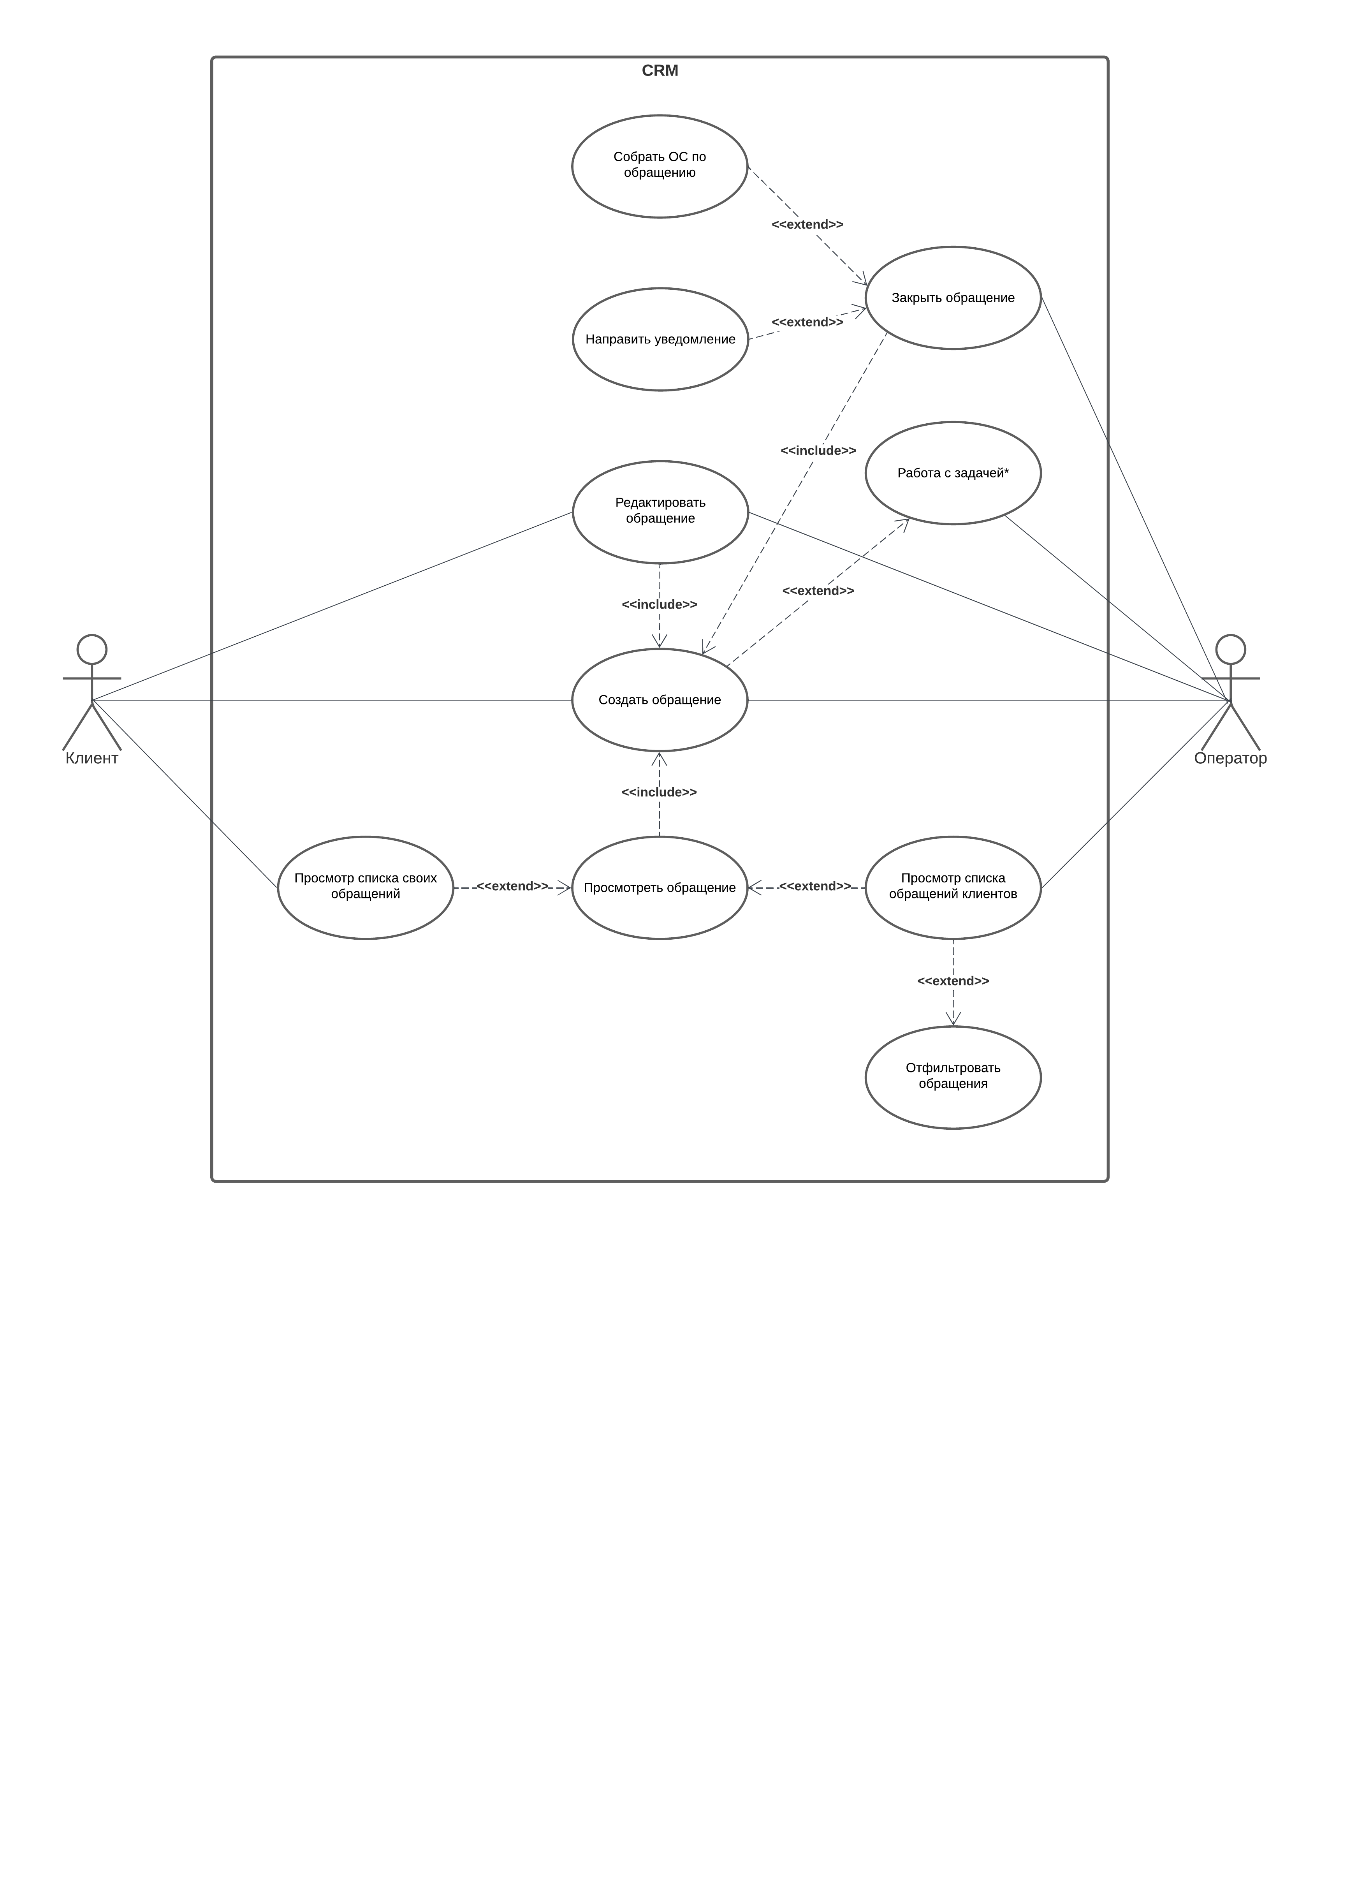 CRM
Собрать ОС по
обращению
<<extend>>
Закрыть обращение
<<extend>>
Направить уведомление
<<include>>
Работа с задачей*
Редактировать
обращение
<<extend>>
<<include>>
Создать обращение
Клиент
Оператор
<<include>>
Просмотр списка своих
обращений
<<extend>>
Просмотреть обращение
<<extend>>
Просмотр списка
обращений клиентов
<<extend>>
Отфильтровать
обращения